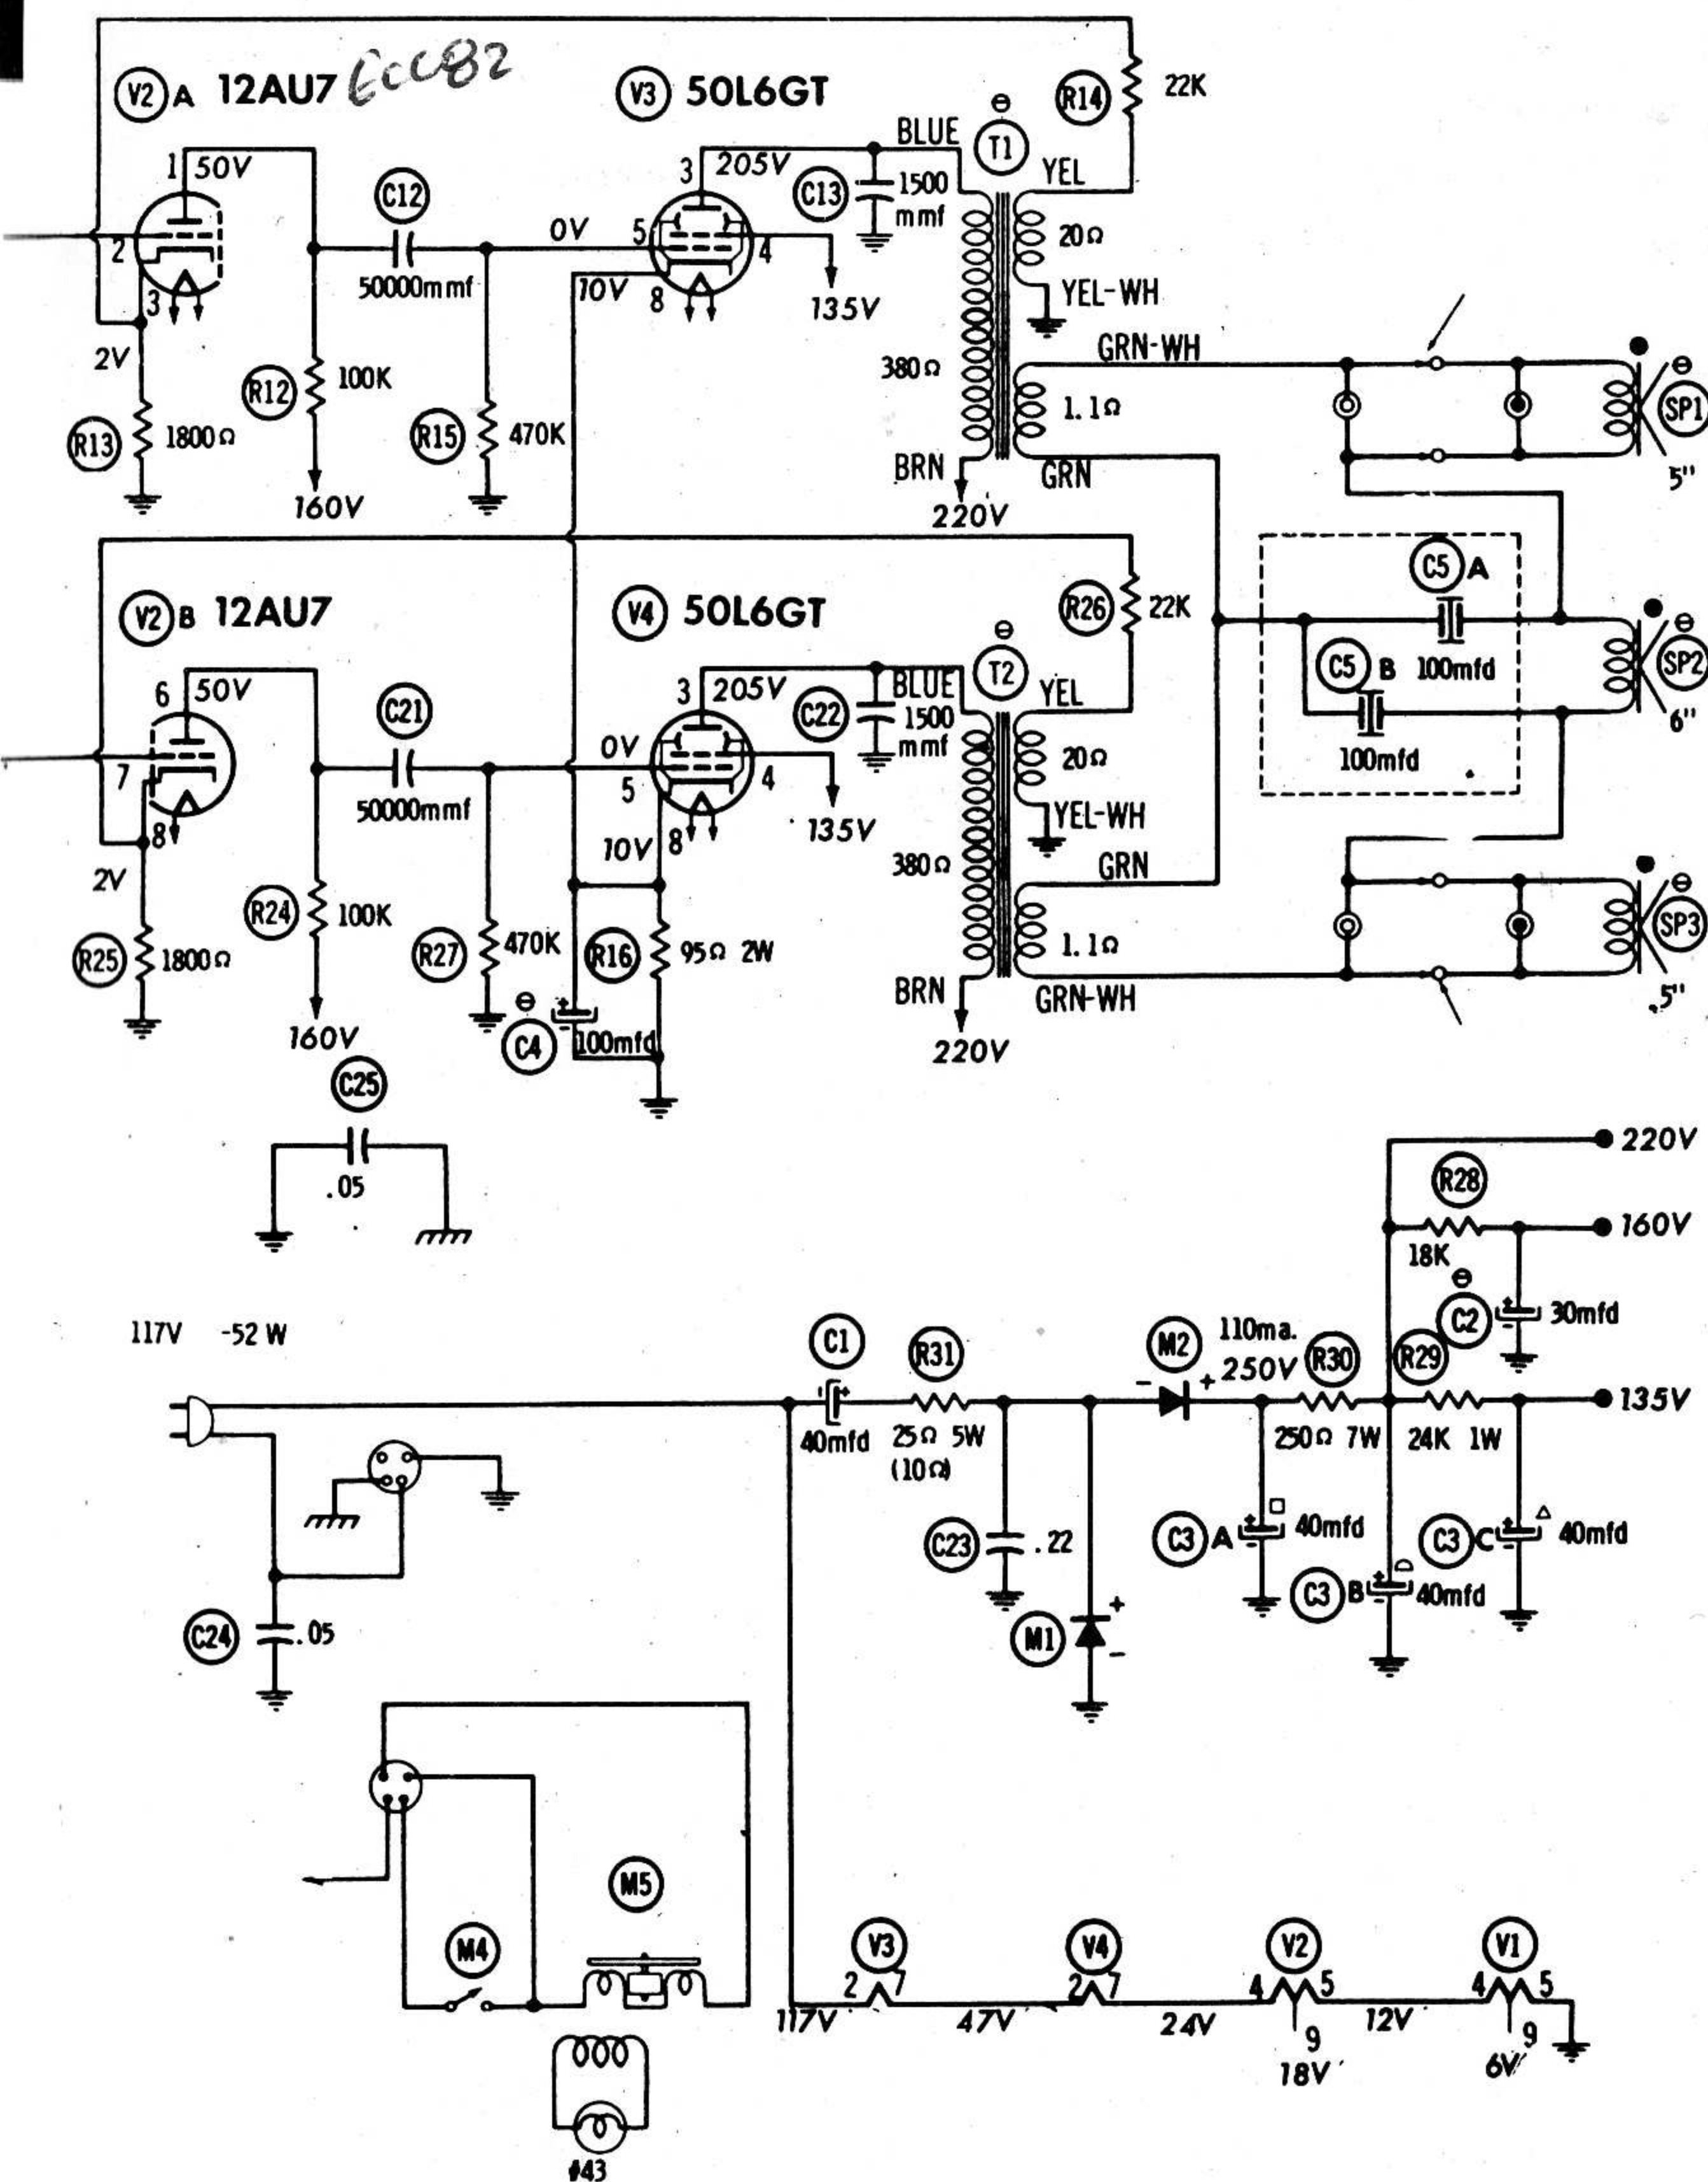 V2 A 12AU7 ECC82
V3 50L6GT
R14 22K
1 50V
C12
50000mmf
2
3
2V
R13 1800Ω
R12 100K
160V
R15 470K
0V
5
3 205V
4
10V 8
135V
C13 1500 mmf
BLUE
T1
YEL
20Ω
YEL-WH
380Ω
GRN-WH
1.1Ω
BRN
GRN
220V
SP1
5"
V2 B 12AU7
V4 50L6GT
R26 22K
6 50V
C21
50000mmf
7
8
2V
R25 1800Ω
R24 100K
160V
R27 470K
0V
5
3 205V
4
10V 8
135V
R16 95Ω 2W
C4 100mfd
C22 1500 mmf
BLUE
T2
YEL
20Ω
YEL-WH
380Ω
GRN
1.1Ω
BRN
GRN-WH
220V
C5 A
100mfd
C5 B
100mfd
SP2
6"
SP3
5"
C25
.05
220V
R28
18K
160V
C2 30mfd
117V -52 W
C1
40mfd
R31
25Ω 5W
(10Ω)
M2
- +
110ma.
250V
R30
250Ω 7W
R29
24K 1W
135V
C23 .22
M1
+
-
C3 A 40mfd
C3 B 40mfd
C3 C 40mfd
C24 .05
M4
M5
#43
V3
2 7
V4
2 7
V2
4 5
9
V1
4 5
9
117V
47V
24V
18V
12V
6V